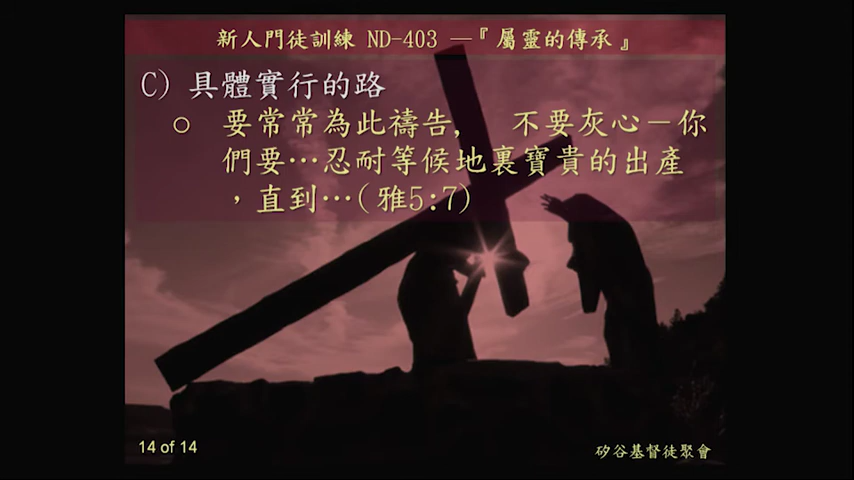 新人門徒訓練 ND-403 —『屬靈的傳承』
C) 具體實行的路
○ 要常常為此禱告, 不要灰心－你
們要…忍耐等候地裏寶貴的出產
，直到…(雅5:7)
14 of 14
矽谷基督徒聚會